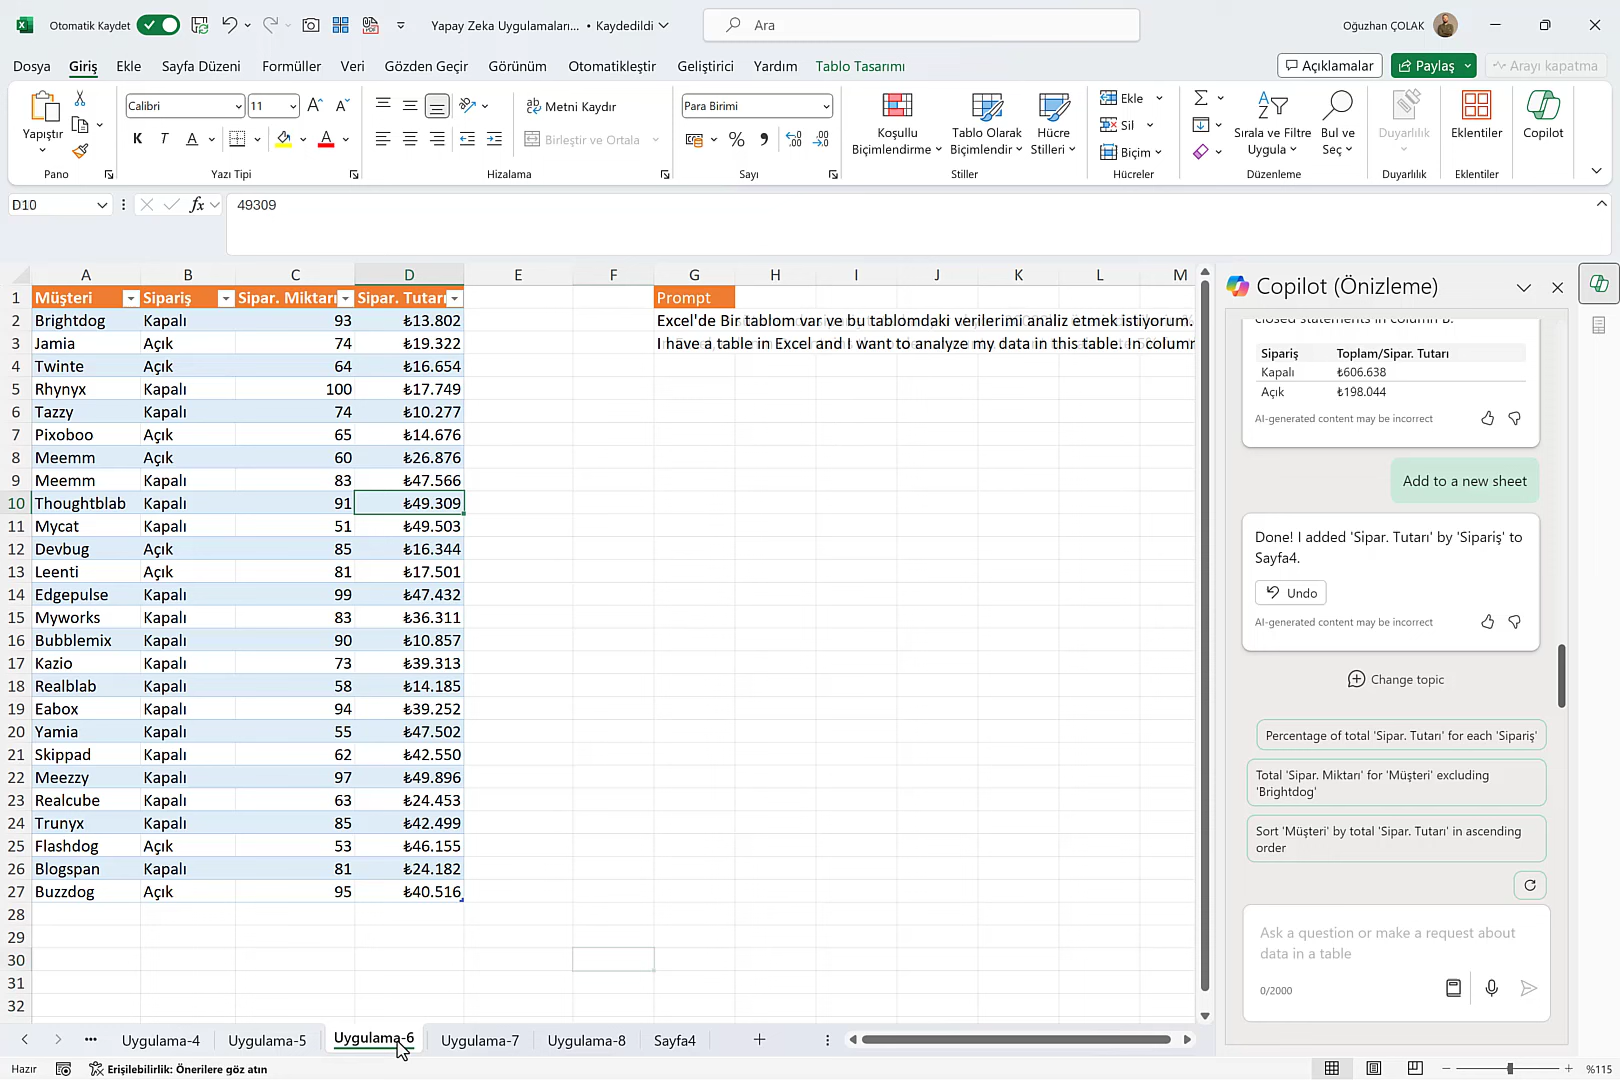 Otomatik Kaydet
Yapay Zeka Uygulamaları... • Kaydedildi
Ara
Oğuzhan ÇOLAK
Dosya Giriş Ekle Sayfa Düzeni Formüller Veri Gözden Geçir Görünüm Otomatikleştir Geliştirici Yardım Tablo Tasarımı
Açıklamalar Paylaş Arayı kapatma
Yapıştır
Pano
Calibri 11
K T A
Yazı Tipi
Metni Kaydır
Birleştir ve Ortala
Hizalama
Para Birimi
Sayı
Koşullu Biçimlendirme
Tablo Olarak Biçimlendir
Hücre Stilleri
Stiller
Ekle
Sil
Biçim
Hücreler
Sırala ve Filtre Uygula
Bul ve Seç
Düzenleme
Duyarlılık
Duyarlılık
Eklentiler
Eklentiler
Copilot
D10 fx 49309
A B C D E F G H I J K L M
1 Müşteri Sipariş Sipar. Miktarı Sipar. Tutarı Prompt
2 Brightdog Kapalı 93 ₺13.802 Excel'de Bir tablom var ve bu tablomdaki verilerimi analiz etmek istiyorum.
3 Jamia Açık 74 ₺19.322 I have a table in Excel and I want to analyze my data in this table. In column
4 Twinte Açık 64 ₺16.654
5 Rhynyx Kapalı 100 ₺17.749
6 Tazzy Kapalı 74 ₺10.277
7 Pixoboo Açık 65 ₺14.676
8 Meemm Açık 60 ₺26.876
9 Meemm Kapalı 83 ₺47.566
10 Thoughtblab Kapalı 91 ₺49.309
11 Mycat Kapalı 51 ₺49.503
12 Devbug Açık 85 ₺16.344
13 Leenti Açık 81 ₺17.501
14 Edgepulse Kapalı 99 ₺47.432
15 Myworks Kapalı 83 ₺36.311
16 Bubblemix Kapalı 90 ₺10.857
17 Kazio Kapalı 73 ₺39.313
18 Realblab Kapalı 58 ₺14.185
19 Eabox Kapalı 94 ₺39.252
20 Yamia Kapalı 55 ₺47.502
21 Skippad Kapalı 62 ₺42.550
22 Meezzy Kapalı 97 ₺49.896
23 Realcube Kapalı 63 ₺24.453
24 Trunyx Kapalı 85 ₺42.499
25 Flashdog Açık 53 ₺46.155
26 Blogspan Kapalı 81 ₺24.182
27 Buzzdog Açık 95 ₺40.516
28
29
30
31
32
Copilot (Önizleme)
closed statements in column B.
Sipariş Toplam/Sipar. Tutarı
Kapalı ₺606.638
Açık ₺198.044
AI-generated content may be incorrect
Add to a new sheet
Done! I added 'Sipar. Tutarı' by 'Sipariş' to
Sayfa4.
Undo
AI-generated content may be incorrect
Change topic
Percentage of total 'Sipar. Tutarı' for each 'Sipariş'
Total 'Sipar. Miktarı' for 'Müşteri' excluding
'Brightdog'
Sort 'Müşteri' by total 'Sipar. Tutarı' in ascending
order
Ask a question or make a request about
data in a table
0/2000
Uygulama-4 Uygulama-5 Uygulama-6 Uygulama-7 Uygulama-8 Sayfa4
Hazır Erişilebilirlik: Önerilere göz atın %115